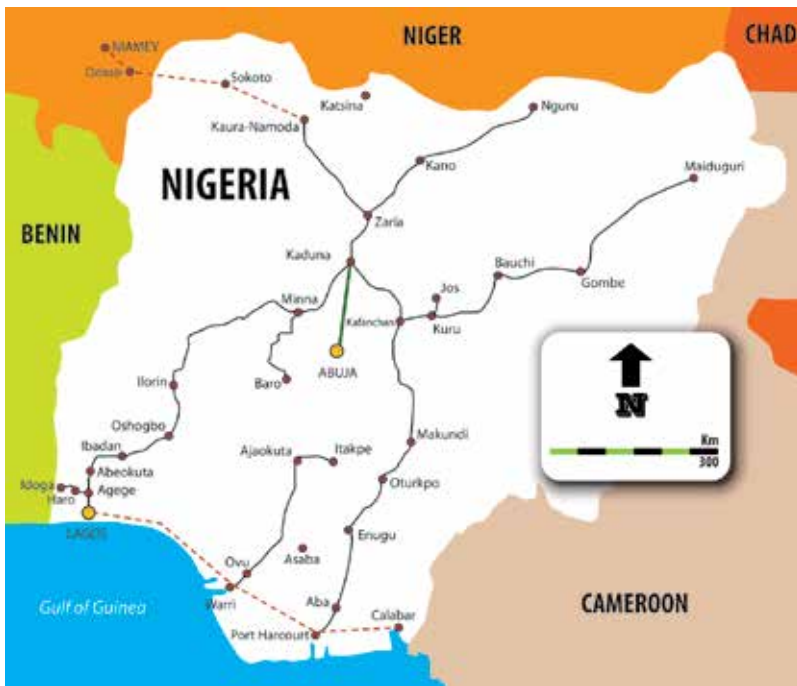 NIGER
CHAD
NIAMEY
Dosso
Sokoto
Katsina
Nguru
Kaura-Namoda
Kano
Maiduguri
NIGERIA
Zaria
BENIN
Kaduna
Bauchi
Gombe
Jos
Minna
Kafanchan
Kuru
ABUJA
Baro
Ilorin
Oshogbo
Makundi
Ibadan
Ajaokuta
Itakpe
Abeokuta
Oturkpo
Idoga
Haro
Agege
LAGOS
Enugu
Ovu
Asaba
Warri
Aba
Calabar
Port Harcourt
Gulf of Guinea
CAMEROON
N
Km
300